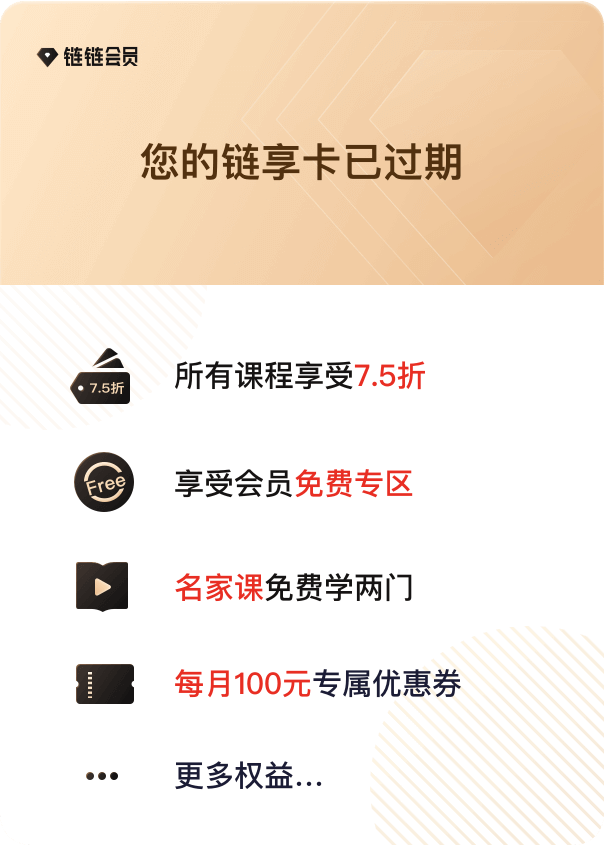 链链会员
您的链享卡已过期
7.5折
所有课程享受7.5折
Free
享受会员免费专区
名家课免费学两门
每月100元专属优惠券
更多权益...